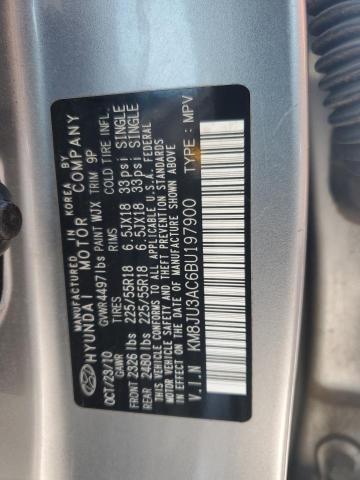 MANUFACTURED IN KOREA BY
HYUNDAI MOTOR COMPANY
OCT/23/10 GVWR 4497 lbs PAINT WJX TRIM 9P
GAWR TIRES RIMS COLD TIRE INFL.
FRONT 2326 lbs 225/55R18 6.5JX18 33psi SINGLE
REAR 2480 lbs 225/55R18 6.5JX18 33psi SINGLE
THIS VEHICLE CONFORMS TO ALL APPLICABLE U.S.A. FEDERAL
MOTOR VEHICLE SAFETY, BUMPER, AND THEFT PREVENTION STANDARDS
IN EFFECT ON THE DATE OF MANUFACTURE SHOWN ABOVE.
V.I.N KM8JU3AC6BU197900 TYPE : MPV